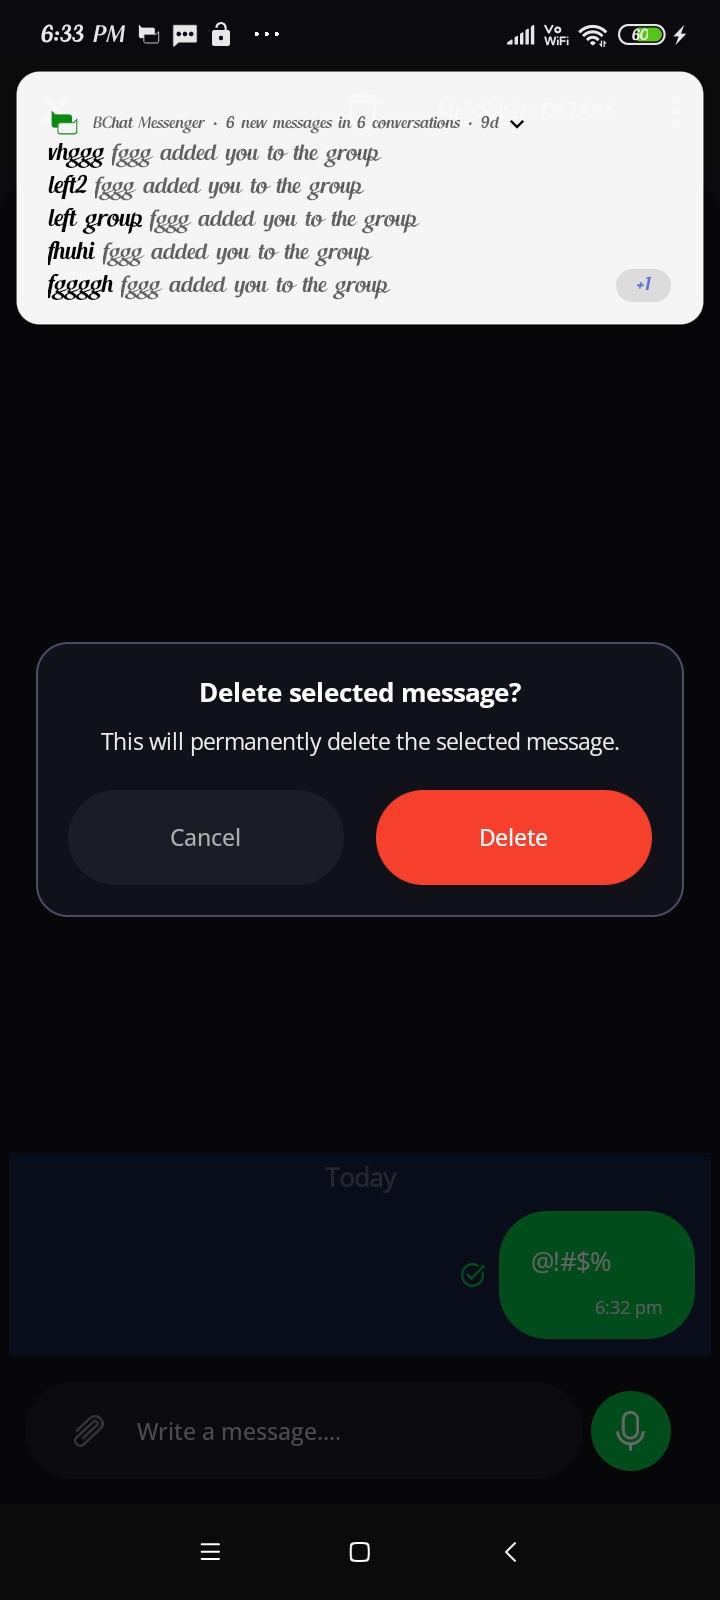 6:33 PM
Vo
WiFi
60
MESSAGE DETAILS
BChat Messenger • 6 new messages in 6 conversations • 9d
vhggg fggg added you to the group
left2 fggg added you to the group
left group fggg added you to the group
fhuhi fggg added you to the group
fggggh fggg added you to the group
+1
Delete selected message?
This will permanently delete the selected message.
Cancel
Delete
Today
@!#$%
6:32 pm
Write a message....